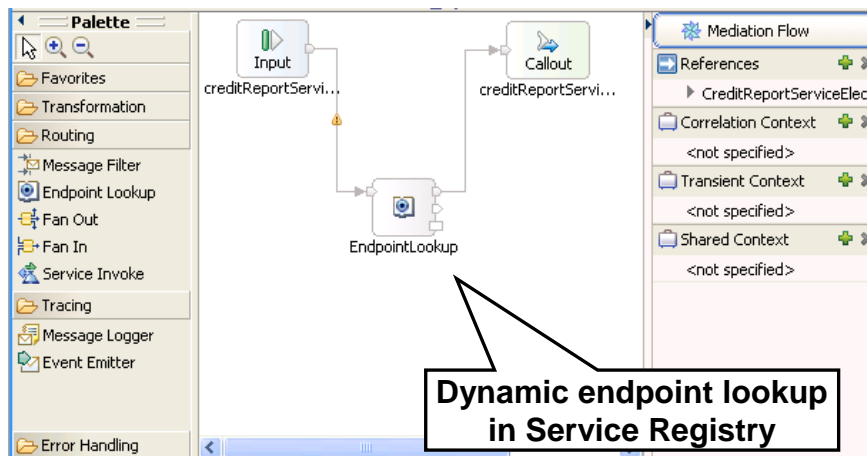 Palette
Favorites
Transformation
Routing
Message Filter
Endpoint Lookup
Fan Out
Fan In
Service Invoke
Tracing
Message Logger
Event Emitter
Error Handling
Input
creditReportServi...
Callout
creditReportServi...
EndpointLookup
Dynamic endpoint lookup
in Service Registry
Mediation Flow
References
CreditReportServiceElec
Correlation Context
<not specified>
Transient Context
<not specified>
Shared Context
<not specified>